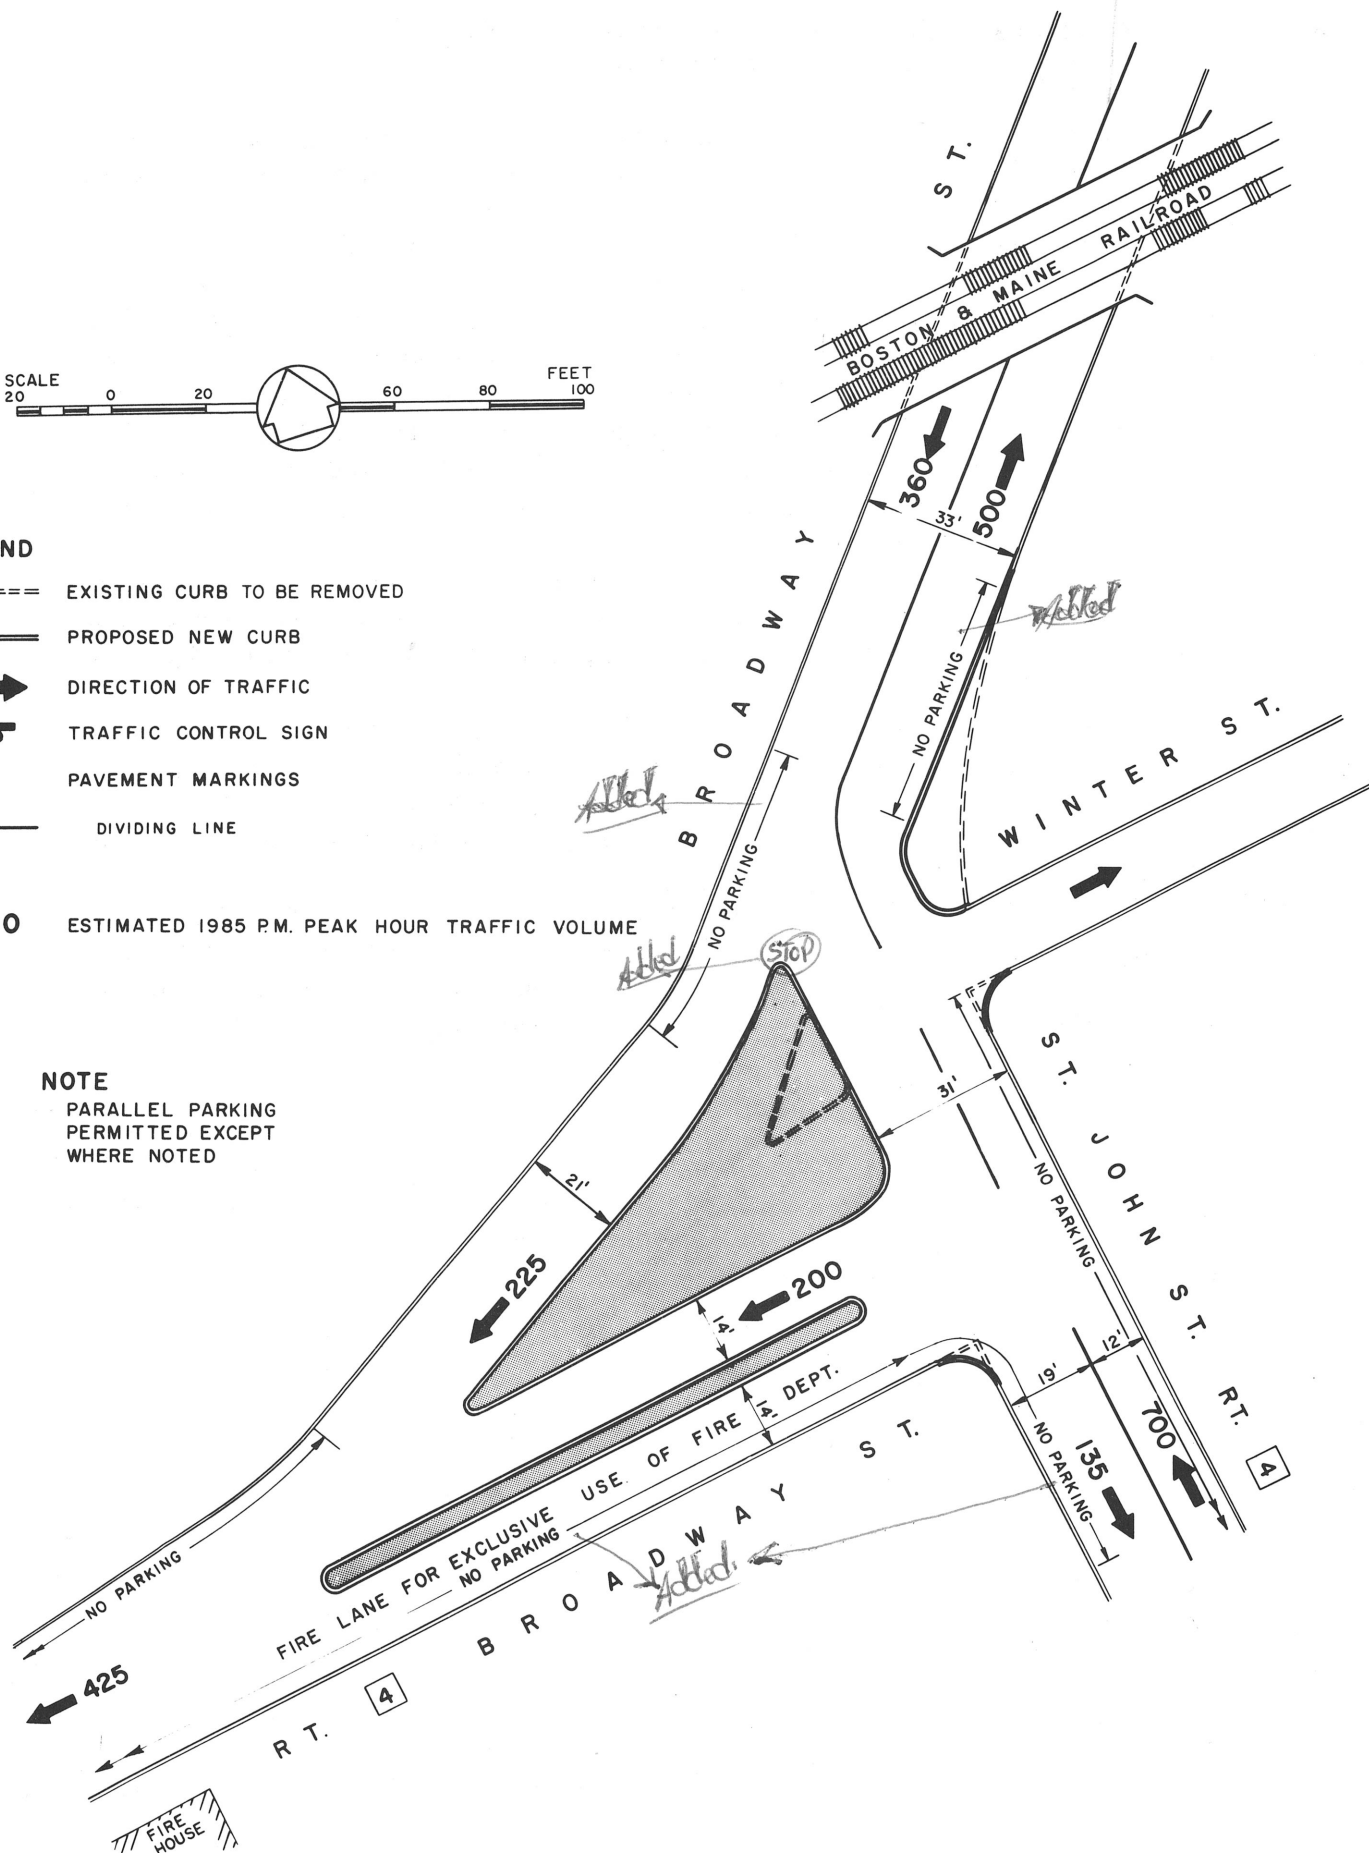 ST.
BOSTON & MAINE RAILROAD
SCALE
FEET
20 0 20 60 80 100
360
500
33'
BROADWAY
ND
=== EXISTING CURB TO BE REMOVED
PROPOSED NEW CURB
DIRECTION OF TRAFFIC
TRAFFIC CONTROL SIGN
PAVEMENT MARKINGS
DIVIDING LINE
0 ESTIMATED 1985 P.M. PEAK HOUR TRAFFIC VOLUME
Added
NO PARKING
WINTER ST.
Added
NO PARKING
Added
STOP
NOTE
PARALLEL PARKING
PERMITTED EXCEPT
WHERE NOTED
31'
ST. JOHN ST. RT. 4
NO PARKING
21'
225
200
14'
14'
19'
12'
NO PARKING
135
700
FIRE LANE FOR EXCLUSIVE USE. OF FIRE DEPT.
NO PARKING
Added.
RT. 4 BROADWAY ST.
NO PARKING
425
FIRE
HOUSE